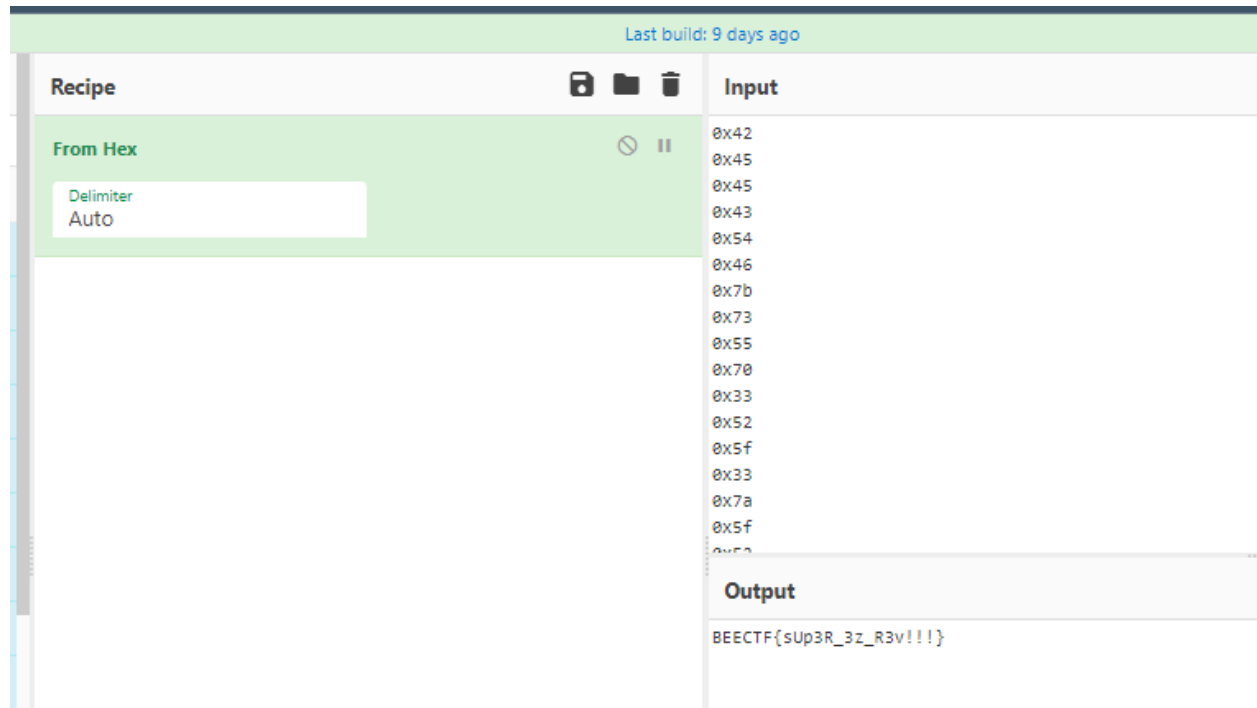 Last build: 9 days ago
Recipe
Input
From Hex
Delimiter
Auto
0x42
0x45
0x45
0x43
0x54
0x46
0x7b
0x73
0x55
0x70
0x33
0x52
0x5f
0x33
0x7a
0x5f
0x52
Output
BEECTF{sUp3R_3z_R3v!!!}